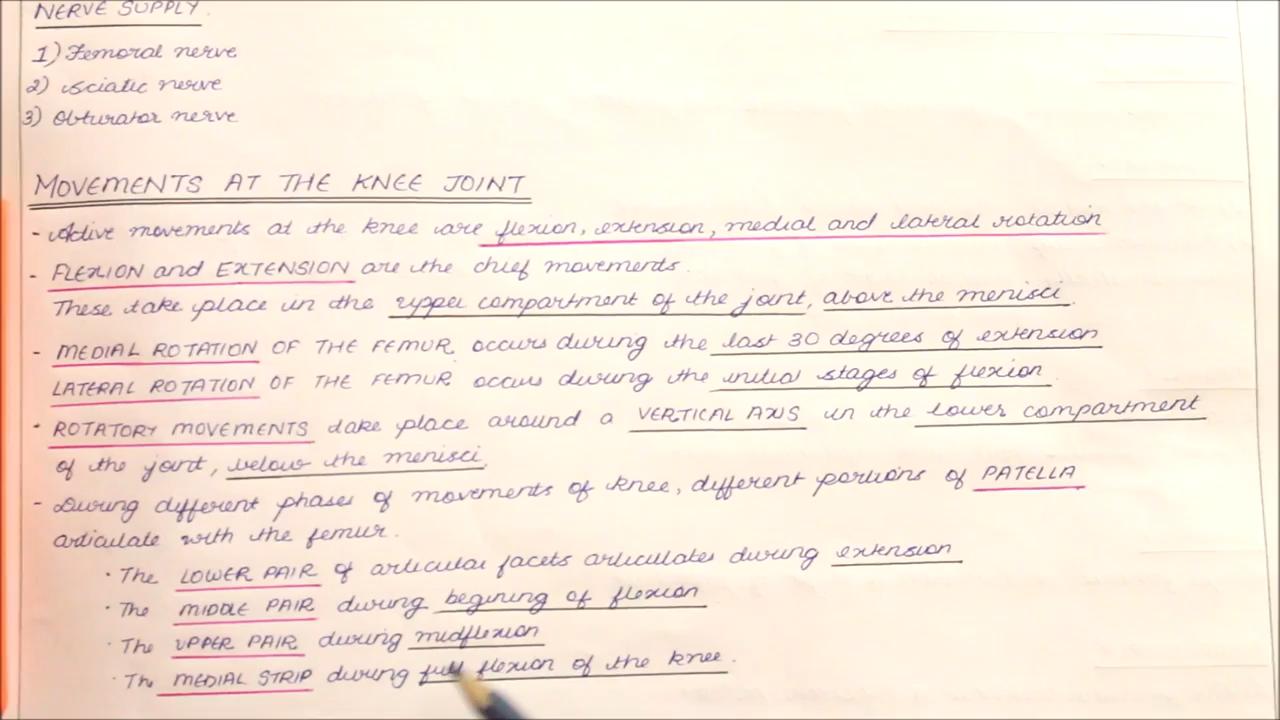 NERVE SUPPLY.
1) Femoral nerve
2) Sciatic nerve
3) Obturator nerve
MOVEMENTS AT THE KNEE JOINT
- Active movements at the knee are flexion, extension, medial and lateral rotation
- FLEXION and EXTENSION are the chief movements.
These take place in the upper compartment of the joint, above the menisci.
- MEDIAL ROTATION OF THE FEMUR occurs during the last 30 degrees of extension
LATERAL ROTATION OF THE FEMUR occurs during the initial stages of flexion.
· ROTATORY MOVEMENTS take place around a VERTICAL AXIS in the lower compartment
of the joint, below the menisci.
- During different phases of movements of knee, different portions of PATELLA
articulate with the femur.
· The LOWER PAIR of articular facets articulates during extension
· The MIDDLE PAIR during begining of flexion
· The UPPER PAIR during midflexion
· The MEDIAL STRIP during full flexion of the knee.